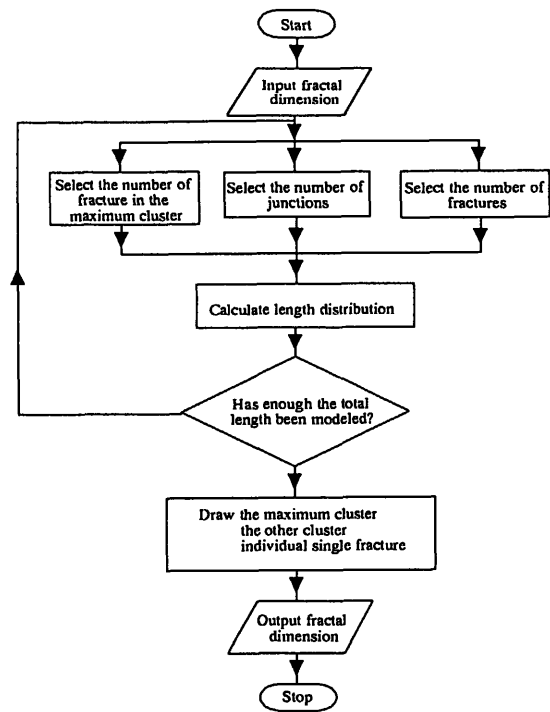 Start
Input fractal
dimension
Select the number of
fracture in the
maximum cluster
Select the number of
junctions
Select the number of
fractures
Calculate length distribution
Has enough the total
length been modeled?
Draw the maximum cluster
the other cluster
individual single fracture
Output fractal
dimension
Stop